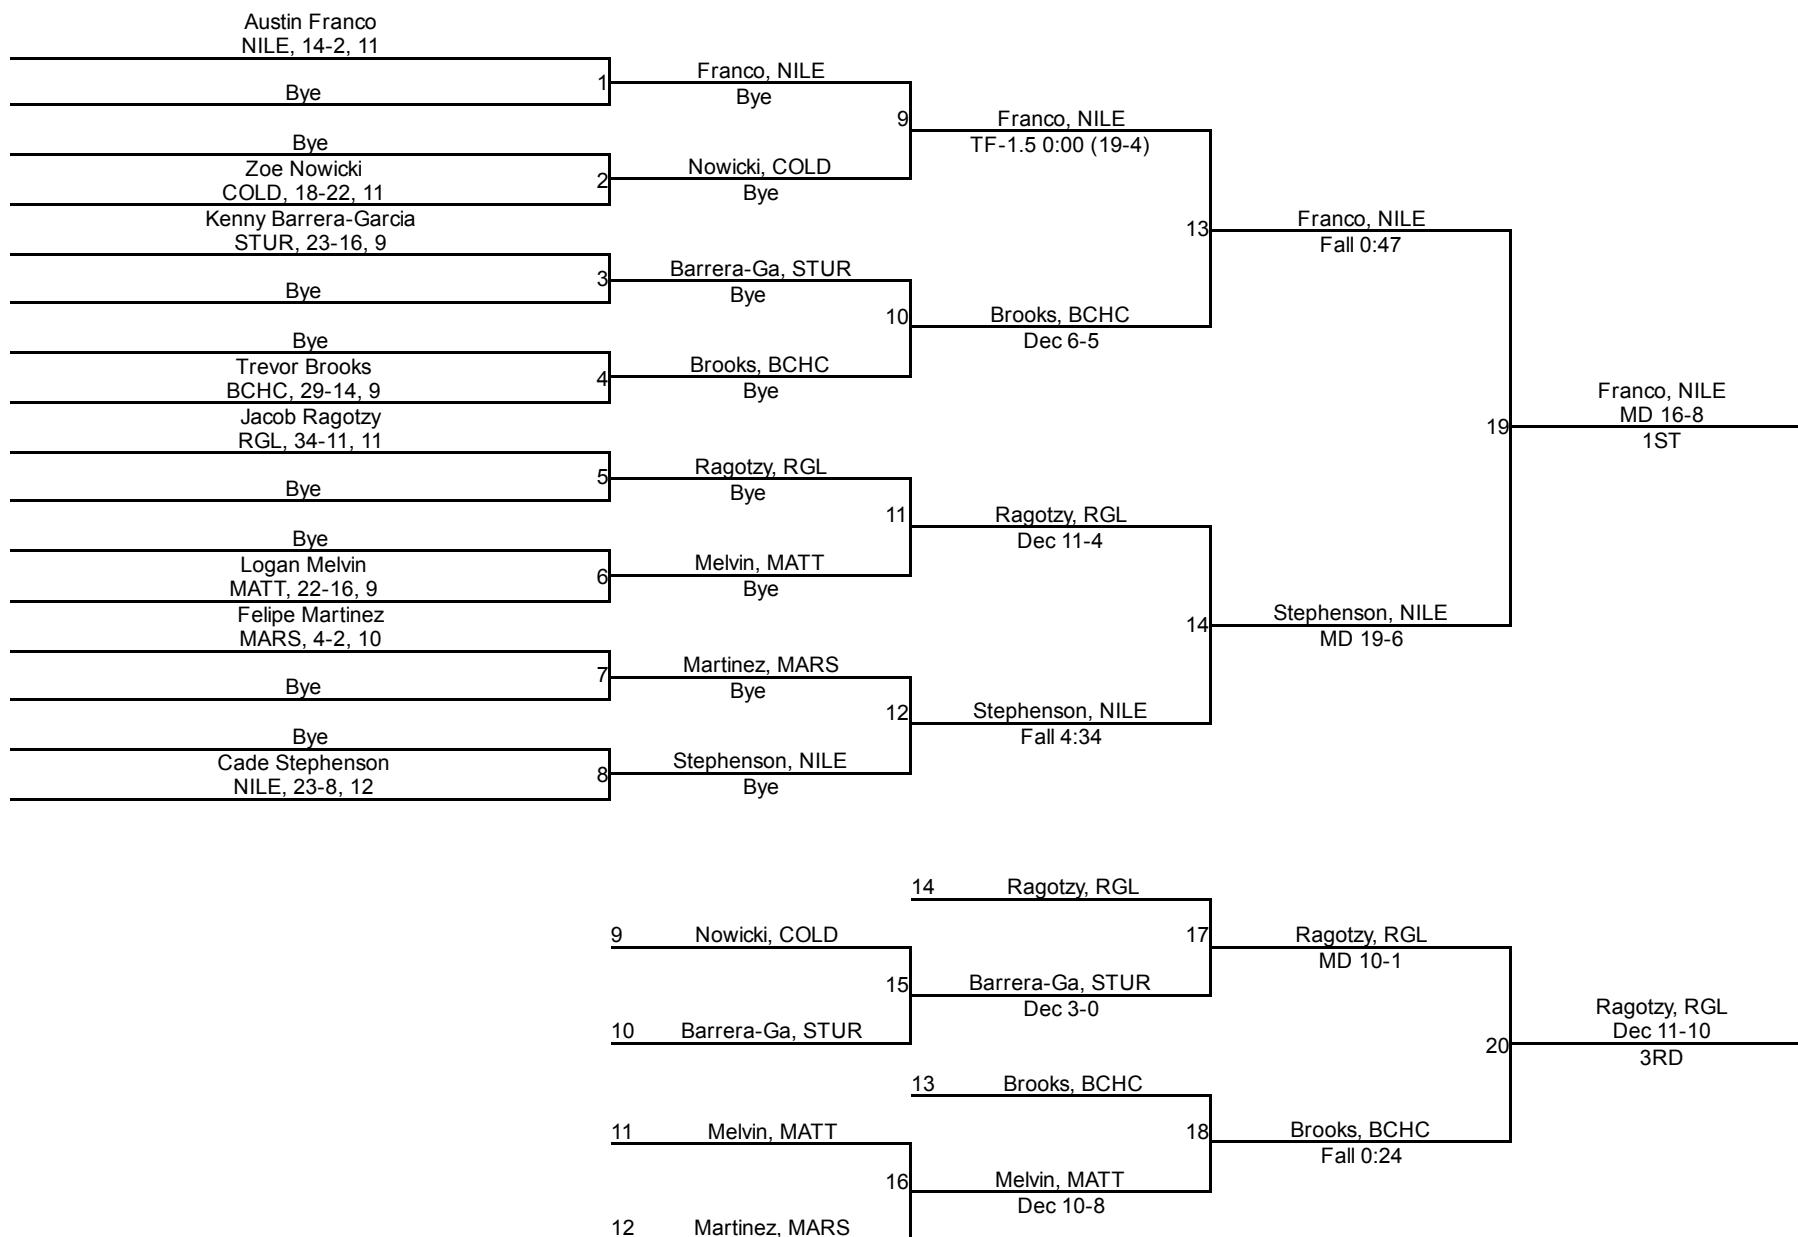 Austin Franco
NILE, 14-2, 11
Bye
1
Bye
Zoe Nowicki
COLD, 18-22, 11
2
Kenny Barrera-Garcia
STUR, 23-16, 9
Bye
3
Bye
Trevor Brooks
BCHC, 29-14, 9
4
Jacob Ragotzy
RGL, 34-11, 11
Bye
5
Bye
Logan Melvin
MATT, 22-16, 9
6
Felipe Martinez
MARS, 4-2, 10
Bye
7
Bye
Cade Stephenson
NILE, 23-8, 12
8
Franco, NILE
Bye
9
Nowicki, COLD
Bye
Barrera-Ga, STUR
Bye
10
Brooks, BCHC
Bye
Ragotzy, RGL
Bye
11
Melvin, MATT
Bye
Martinez, MARS
Bye
12
Stephenson, NILE
Bye
Franco, NILE
TF-1.5 0:00 (19-4)
13
Brooks, BCHC
Dec 6-5
Ragotzy, RGL
Dec 11-4
14
Stephenson, NILE
Fall 4:34
Franco, NILE
Fall 0:47
19
Stephenson, NILE
MD 19-6
Franco, NILE
MD 16-8
1ST
14 Ragotzy, RGL
9 Nowicki, COLD
15
10 Barrera-Ga, STUR
Barrera-Ga, STUR
Dec 3-0
17
13 Brooks, BCHC
11 Melvin, MATT
16
12 Martinez, MARS
Melvin, MATT
Dec 10-8
18
Ragotzy, RGL
MD 10-1
20
Brooks, BCHC
Fall 0:24
Ragotzy, RGL
Dec 11-10
3RD